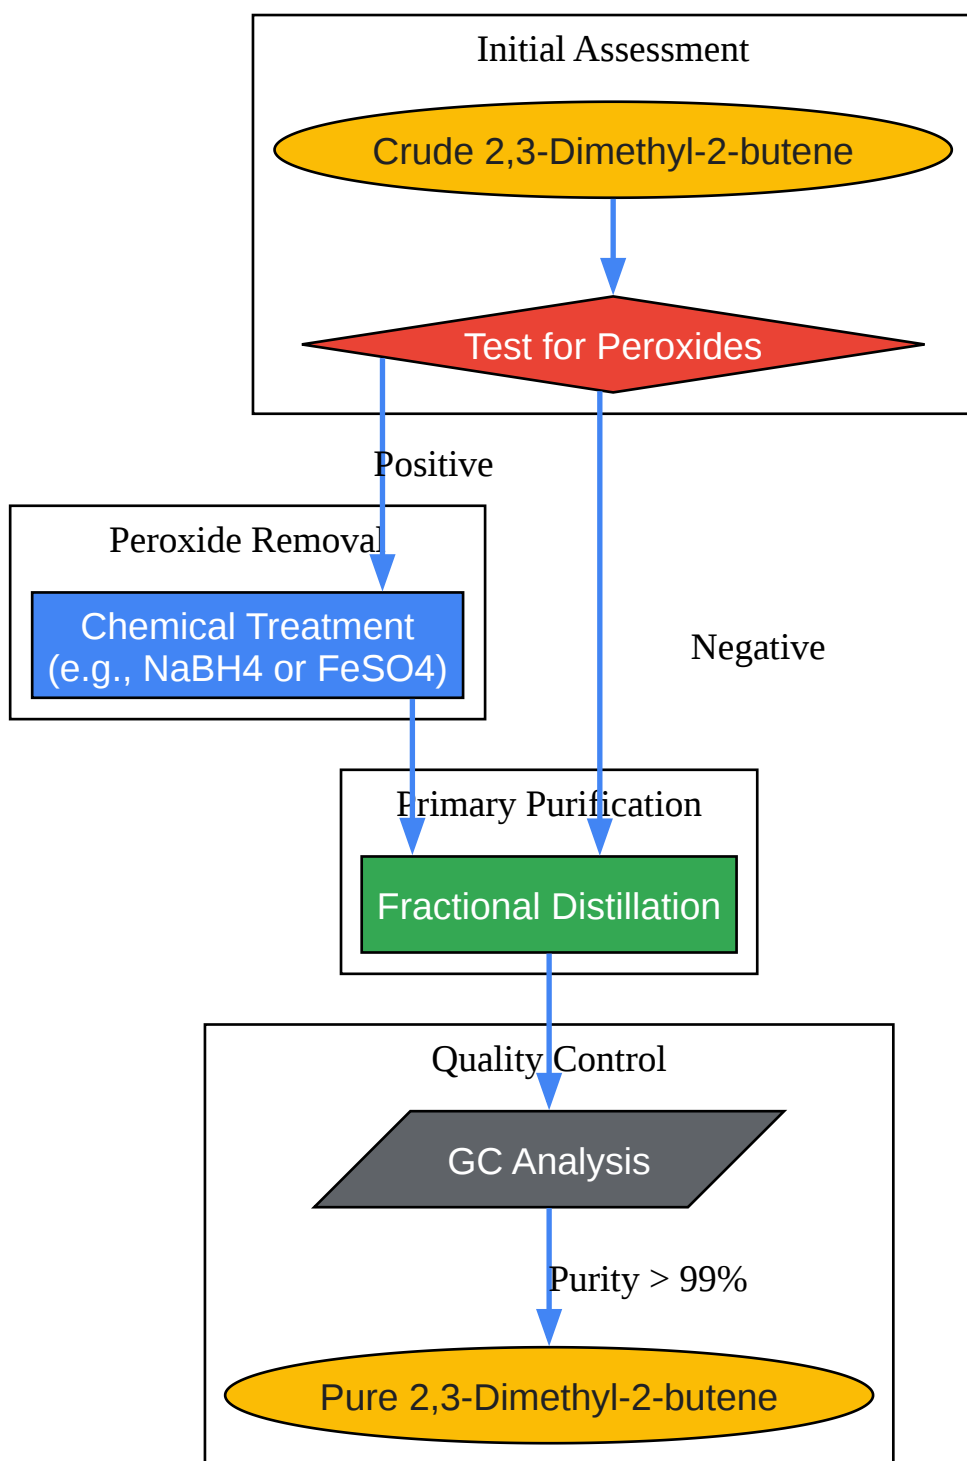 Initial Assessment
Crude 2,3-Dimethyl-2-butene
Test for Peroxides
Positive
Peroxide Removal
Chemical Treatment
(e.g., NaBH4 or FeSO4)
Negative
Primary Purification
Fractional Distillation
Quality Control
GC Analysis
Purity > 99%
Pure 2,3-Dimethyl-2-butene